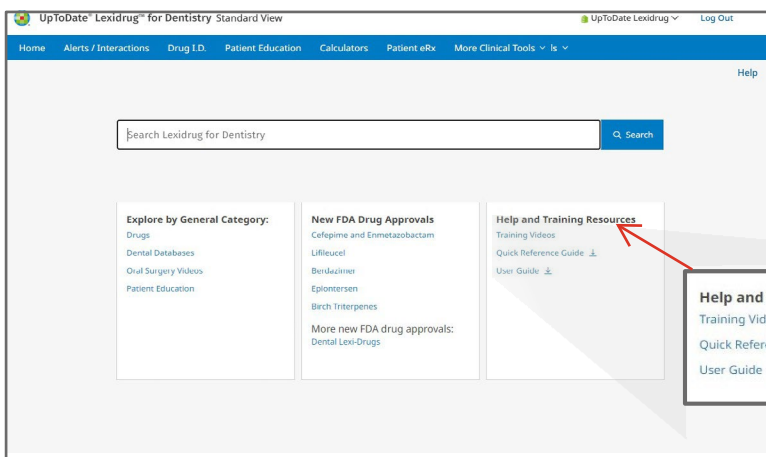 UpToDate® Lexidrug™ for Dentistry Standard View
UpToDate Lexidrug
Log Out
Home Alerts / Interactions Drug I.D. Patient Education Calculators Patient eRx More Clinical Tools ls
Help
Search Lexidrug for Dentistry
Search
Explore by General Category:
Drugs
Dental Databases
Oral Surgery Videos
Patient Education
New FDA Drug Approvals
Cefepime and Enmetazobactam
Lifileucel
Berdazimer
Eplontersen
Birch Triterpenes
More new FDA drug approvals:
Dental Lexi-Drugs
Help and Training Resources
Training Videos
Quick Reference Guide
User Guide
Help and
Training Vid
Quick Refer
User Guide